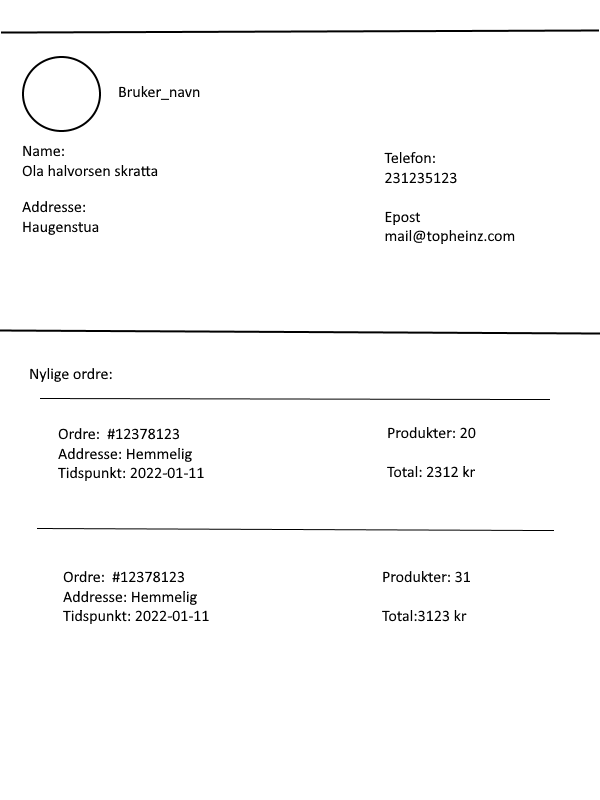 Bruker_navn
Name:
Ola halvorsen skratta
Addresse:
Haugenstua
Telefon:
231235123
Epost
mail@topheinz.com
Nylige ordre:
Ordre:  #12378123
Addresse: Hemmelig
Tidspunkt: 2022-01-11
Produkter: 20
Total: 2312 kr
Ordre:  #12378123
Addresse: Hemmelig
Tidspunkt: 2022-01-11
Produkter: 31
Total:3123 kr